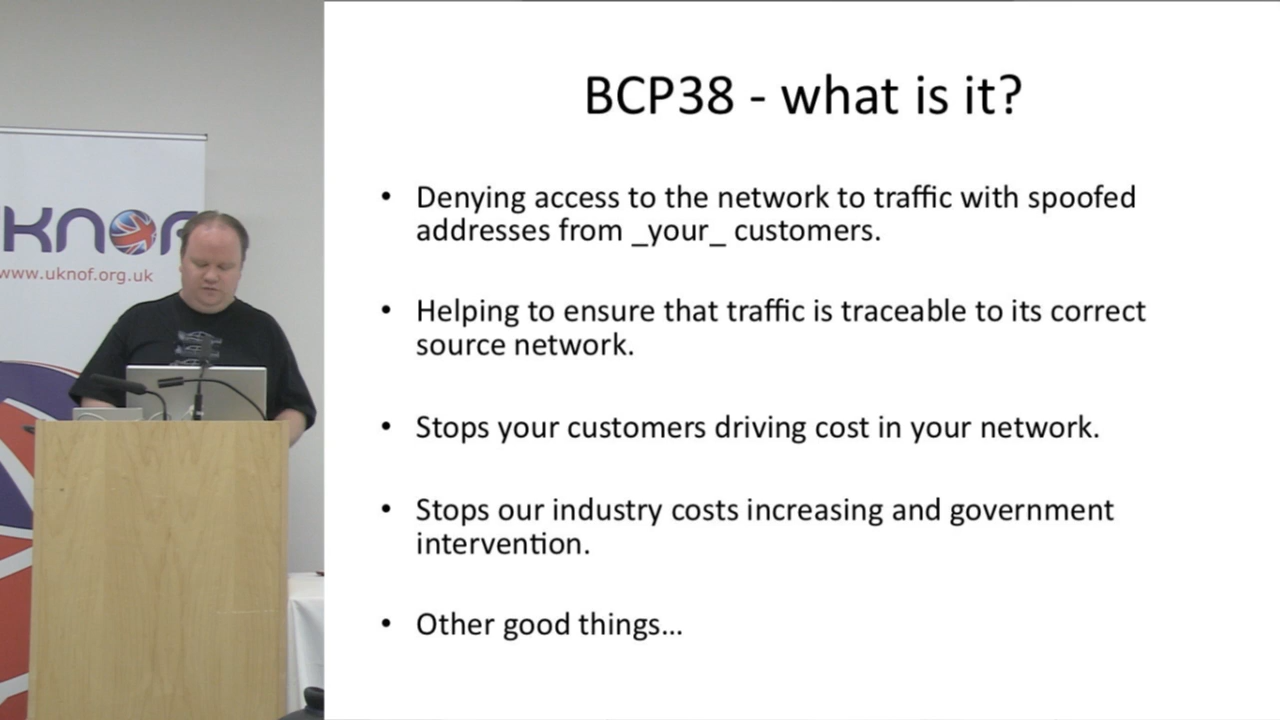 KNOF
www.uknof.org.uk
BCP38 - what is it?
• Denying access to the network to traffic with spoofed
addresses from _your_ customers.
• Helping to ensure that traffic is traceable to its correct
source network.
• Stops your customers driving cost in your network.
• Stops our industry costs increasing and government
intervention.
• Other good things...